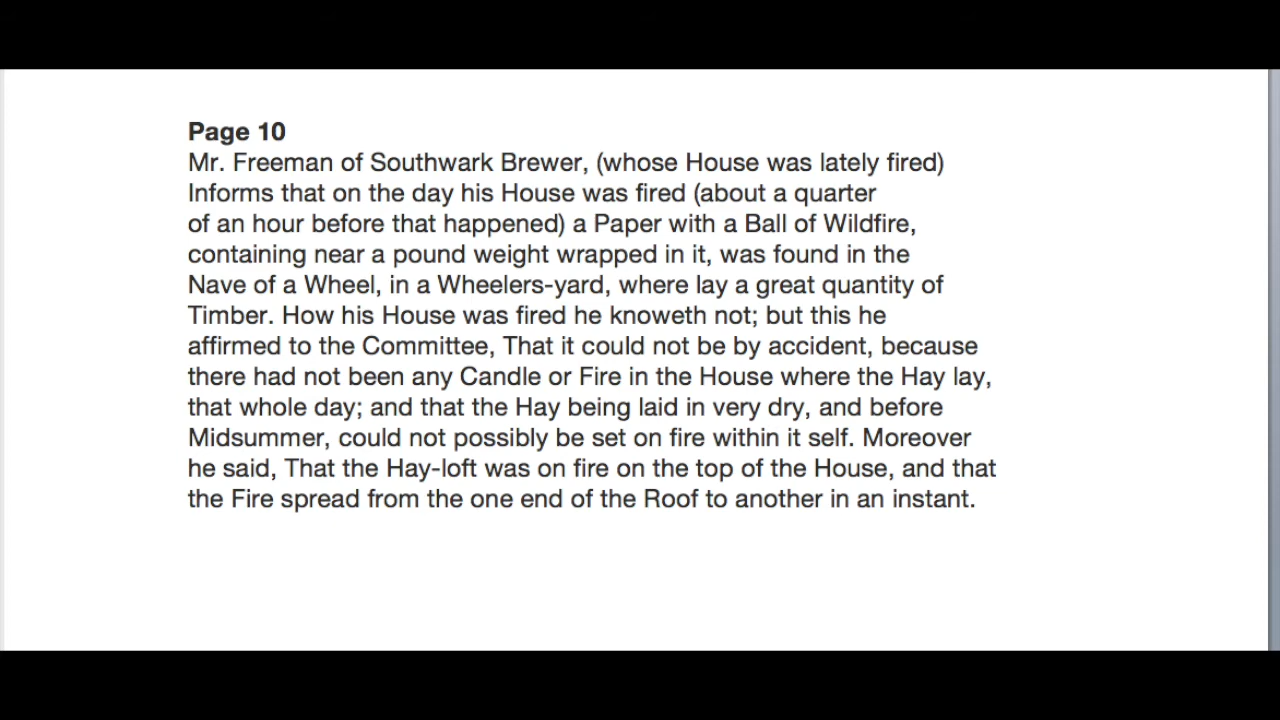 Page 10
Mr. Freeman of Southwark Brewer, (whose House was lately fired)
Informs that on the day his House was fired (about a quarter
of an hour before that happened) a Paper with a Ball of Wildfire,
containing near a pound weight wrapped in it, was found in the
Nave of a Wheel, in a Wheelers-yard, where lay a great quantity of
Timber. How his House was fired he knoweth not; but this he
affirmed to the Committee, That it could not be by accident, because
there had not been any Candle or Fire in the House where the Hay lay,
that whole day; and that the Hay being laid in very dry, and before
Midsummer, could not possibly be set on fire within it self. Moreover
he said, That the Hay-loft was on fire on the top of the House, and that
the Fire spread from the one end of the Roof to another in an instant.